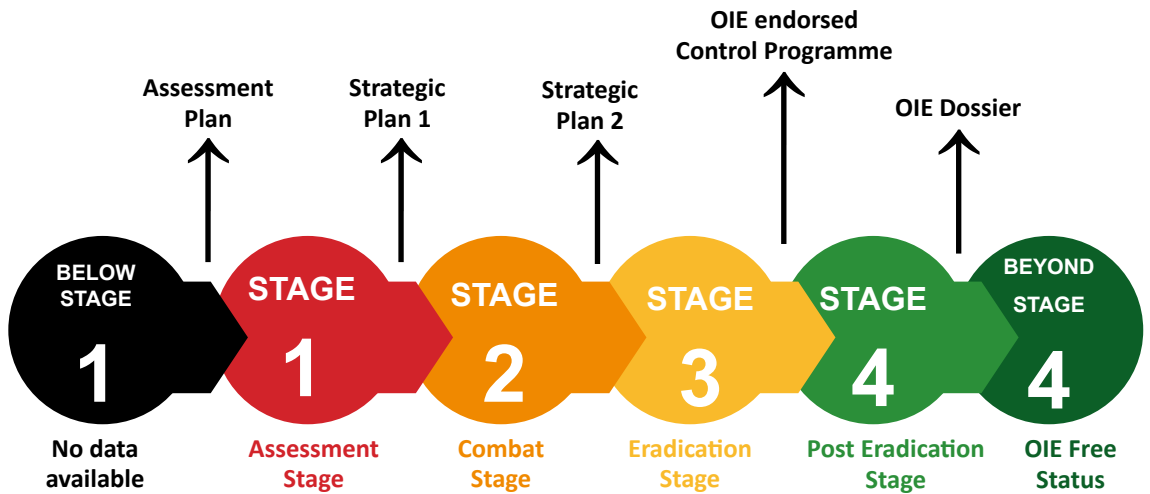 OIE endorsed
Control Programme
Assessment
Plan
Strategic
Plan 1
Strategic
Plan 2
OIE Dossier
BELOW
STAGE
1
STAGE
1
STAGE
2
STAGE
3
STAGE
4
BEYOND
STAGE
4
No data
available
Assessment
Stage
Combat
Stage
Eradication
Stage
Post Eradication
Stage
OIE Free
Status